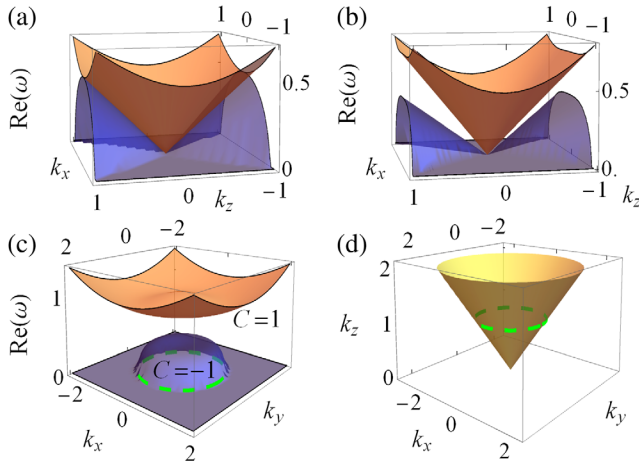 (a)
1 0 −1
Re(ω)
0.5
0
k_x
1 0 −1
k_z
(b)
1 0 −1
Re(ω)
0.5
0.
k_x
1 0 −1
k_z
(c)
2 0 −2
Re(ω)
1
0
C=1
C=−1
−2 0 2
k_x
k_y
(d)
2 0 −2
2
k_z
1
0
−2 0 2
k_x
k_y